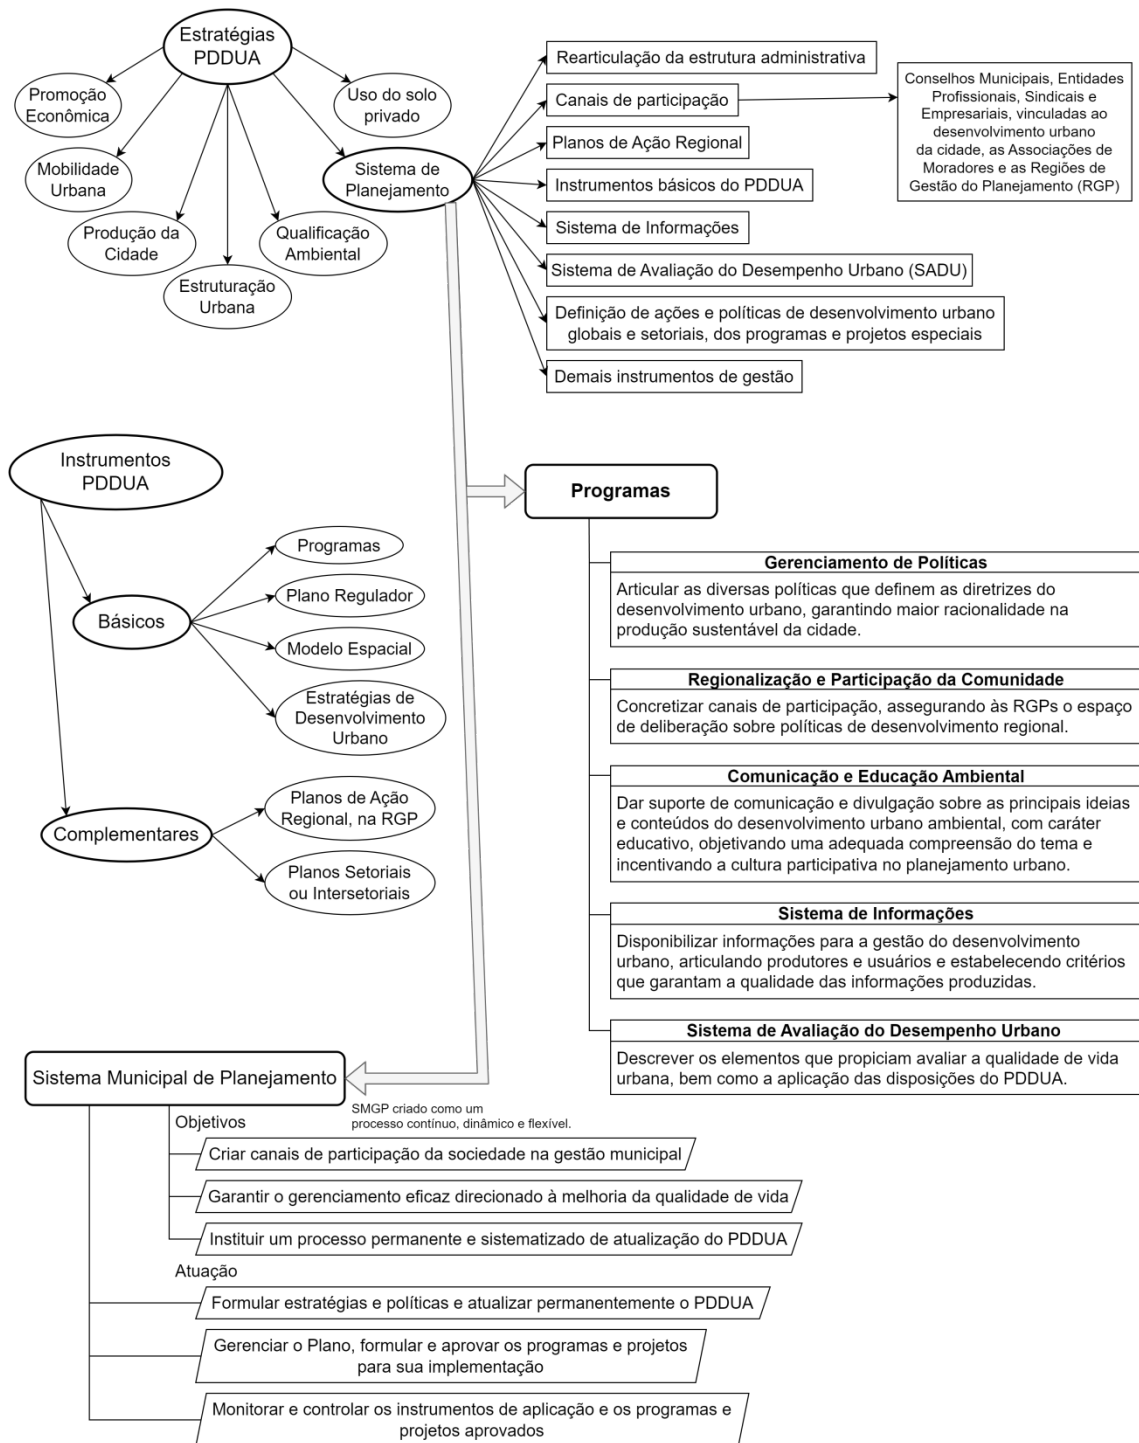 Estratégias
PDDUA
Promoção
Econômica
Uso do solo
privado
Mobilidade
Urbana
Sistema de
Planejamento
Produção da
Cidade
Qualificação
Ambiental
Estruturação
Urbana
Rearticulação da estrutura administrativa
Canais de participação
Planos de Ação Regional
Instrumentos básicos do PDDUA
Sistema de Informações
Sistema de Avaliação do Desempenho Urbano (SADU)
Definição de ações e políticas de desenvolvimento urbano
globais e setoriais, dos programas e projetos especiais
Demais instrumentos de gestão
Conselhos Municipais, Entidades
Profissionais, Sindicais e
Empresariais, vinculadas ao
desenvolvimento urbano
da cidade, as Associações de
Moradores e as Regiões de
Gestão do Planejamento (RGP)
Instrumentos
PDDUA
Básicos
Programas
Plano Regulador
Modelo Espacial
Estratégias de
Desenvolvimento
Urbano
Complementares
Planos de Ação
Regional, na RGP
Planos Setoriais
ou Intersetoriais
Programas
Gerenciamento de Políticas
Articular as diversas políticas que definem as diretrizes do
desenvolvimento urbano, garantindo maior racionalidade na
produção sustentável da cidade.
Regionalização e Participação da Comunidade
Concretizar canais de participação, assegurando às RGPs o espaço
de deliberação sobre políticas de desenvolvimento regional.
Comunicação e Educação Ambiental
Dar suporte de comunicação e divulgação sobre as principais ideias
e conteúdos do desenvolvimento urbano ambiental, com caráter
educativo, objetivando uma adequada compreensão do tema e
incentivando a cultura participativa no planejamento urbano.
Sistema de Informações
Disponibilizar informações para a gestão do desenvolvimento
urbano, articulando produtores e usuários e estabelecendo critérios
que garantam a qualidade das informações produzidas.
Sistema de Avaliação do Desempenho Urbano
Descrever os elementos que propiciam avaliar a qualidade de vida
urbana, bem como a aplicação das disposições do PDDUA.
Sistema Municipal de Planejamento
SMGP criado como um
processo contínuo, dinâmico e flexível.
Objetivos
Criar canais de participação da sociedade na gestão municipal
Garantir o gerenciamento eficaz direcionado à melhoria da qualidade de vida
Instituir um processo permanente e sistematizado de atualização do PDDUA
Atuação
Formular estratégias e políticas e atualizar permanentemente o PDDUA
Gerenciar o Plano, formular e aprovar os programas e projetos
para sua implementação
Monitorar e controlar os instrumentos de aplicação e os programas e
projetos aprovados